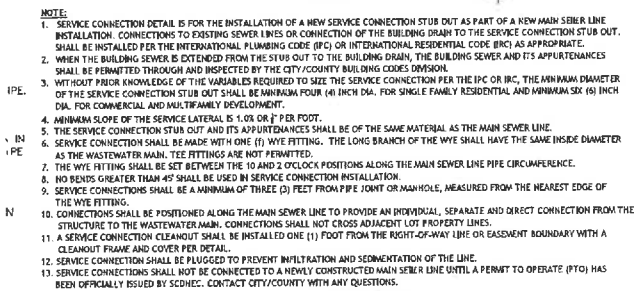 NOTE:
1. SERVICE CONNECTION DETAIL IS FOR THE INSTALLATION OF A NEW SERVICE CONNECTION STUB OUT AS PART OF A NEW MAIN SEWER LINE
INSTALLATION. CONNECTIONS TO EXISTING SEWER LINES OR CONNECTION OF THE BUILDING DRAIN TO THE SERVICE CONNECTION STUB OUT,
SHALL BE INSTALLED PER THE INTERNATIONAL PLUMBING CODE (IPC) OR INTERNATIONAL RESIDENTIAL CODE (IRC) AS APPROPRIATE.
2. WHEN THE BUILDING SEWER IS EXTENDED FROM THE STUB OUT TO THE BUILDING DRAIN, THE BUILDING SEWER AND ITS APPURTENANCES
SHALL BE PERMITTED THROUGH AND INSPECTED BY THE CITY/COUNTY BUILDING CODES DIVISION.
3. WITHOUT PRIOR KNOWLEDGE OF THE VARIABLES REQUIRED TO SIZE THE SERVICE CONNECTION PER THE IPC OR IRC, THE MINIMUM DIAMETER
IPE. OF THE SERVICE CONNECTION STUB OUT SHALL BE MINIMUM FOUR (4) INCH DIA. FOR SINGLE FAMILY RESIDENTIAL AND MINIMUM SIX (6) INCH
DIA. FOR COMMERCIAL AND MULTIFAMILY DEVELOPMENT.
4. MINIMUM SLOPE OF THE SERVICE LATERAL IS 1.0% OR PER FOOT.
5. THE SERVICE CONNECTION STUB OUT AND ITS APPURTENANCES SHALL BE OF THE SAME MATERIAL AS THE MAIN SEWER LINE.
IN 6. SERVICE CONNECTION SHALL BE MADE WITH ONE (1) WYE FITTING. THE LONG BRANCH OF THE WYE SHALL HAVE THE SAME INSIDE DIAMETER
IPE AS THE WASTEWATER MAIN. TEE FITTINGS ARE NOT PERMITTED.
7. THE WYE FITTING SHALL BE SET BETWEEN THE 10 AND 2 O'CLOCK POSITIONS ALONG THE MAIN SEWER LINE PIPE CIRCUMFERENCE.
8. NO BENDS GREATER THAN 45° SHALL BE USED IN SERVICE CONNECTION INSTALLATION.
9. SERVICE CONNECTIONS SHALL BE A MINIMUM OF THREE (3) FEET FROM PIPE JOINT OR MANHOLE, MEASURED FROM THE NEAREST EDGE OF
THE WYE FITTING.
N 10. CONNECTIONS SHALL BE POSITIONED ALONG THE MAIN SEWER LINE TO PROVIDE AN INDIVIDUAL, SEPARATE AND DIRECT CONNECTION FROM THE
STRUCTURE TO THE WASTEWATER MAIN. CONNECTIONS SHALL NOT CROSS ADJACENT LOT PROPERTY LINES.
11. A SERVICE CONNECTION CLEANOUT SHALL BE INSTALLED ONE (1) FOOT FROM THE RIGHT-OF-WAY LINE OR EASEMENT BOUNDARY WITH A
CLEANOUT FRAME AND COVER PER DETAIL.
12. SERVICE CONNECTION SHALL BE PLUGGED TO PREVENT INFILTRATION AND SEDIMENTATION OF THE LINE.
13. SERVICE CONNECTIONS SHALL NOT BE CONNECTED TO A NEWLY CONSTRUCTED MAIN SEWER LINE UNTIL A PERMIT TO OPERATE (PTO) HAS
BEEN OFFICIALLY ISSUED BY SCDHEC. CONTACT CITY/COUNTY WITH ANY QUESTIONS.